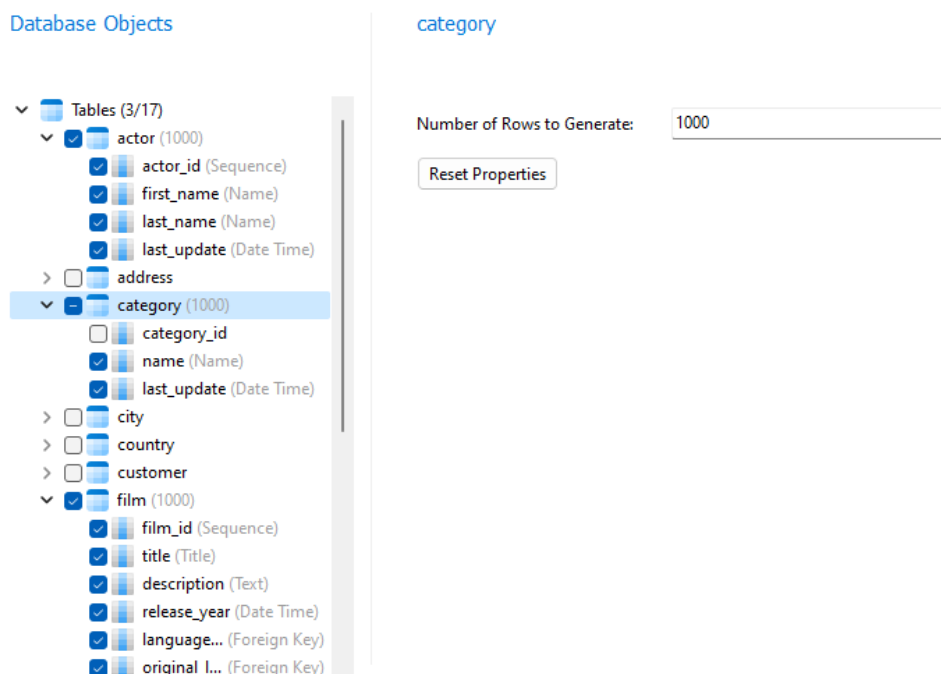 Database Objects
category
Tables (3/17)
actor (1000)
actor_id (Sequence)
first_name (Name)
last_name (Name)
last_update (Date Time)
address
category (1000)
category_id
name (Name)
last_update (Date Time)
city
country
customer
film (1000)
film_id (Sequence)
title (Title)
description (Text)
release_year (Date Time)
language... (Foreign Key)
original_l... (Foreign Key)
Number of Rows to Generate: 1000
Reset Properties